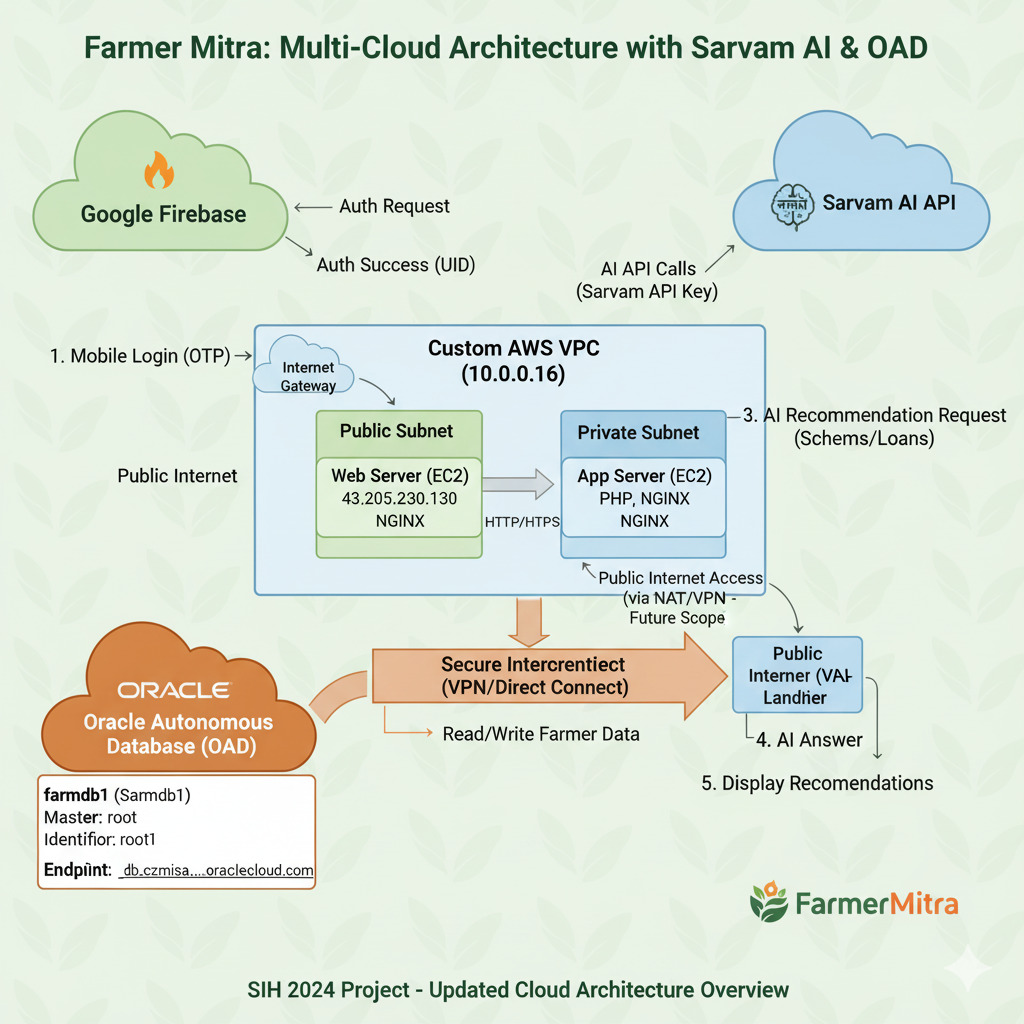 Farmer Mitra: Multi-Cloud Architecture with Sarvam AI & OAD
Google Firebase
Auth Request
Auth Success (UID)
Sarvam AI API
AI API Calls
(Sarvam API Key)
1. Mobile Login (OTP)
Internet
Gateway
Custom AWS VPC
(10.0.0.16)
Public Internet
Public Subnet
Web Server (EC2)
43.205.230.130
NGINX
HTTP/HTPS
Private Subnet
App Server (EC2)
PHP, NGINX
NGINX
3. AI Recommendation Request
(Schems/Loans)
Public Internet Access
(via NAT/VPN -
Future Scope
ORACLE
Oracle Autonomous
Database (OAD)
Secure Intercrentiect
(VPN/Direct Connect)
Read/Write Farmer Data
Public
Interner (VAL
Landher
4. AI Answer
5. Display Recomendations
farmdb1 (Sarmdb1)
Master: root
Identifior: root1
Endpint: _db.czmisa....oraclecloud.com
FarmerMitra
SIH 2024 Project - Updated Cloud Architecture Overview